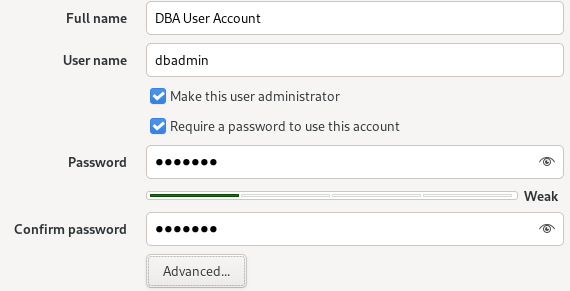 Full name DBA User Account
User name dbadmin
Make this user administrator
Require a password to use this account
Password ●●●●●●●
Weak
Confirm password ●●●●●●●
Advanced...